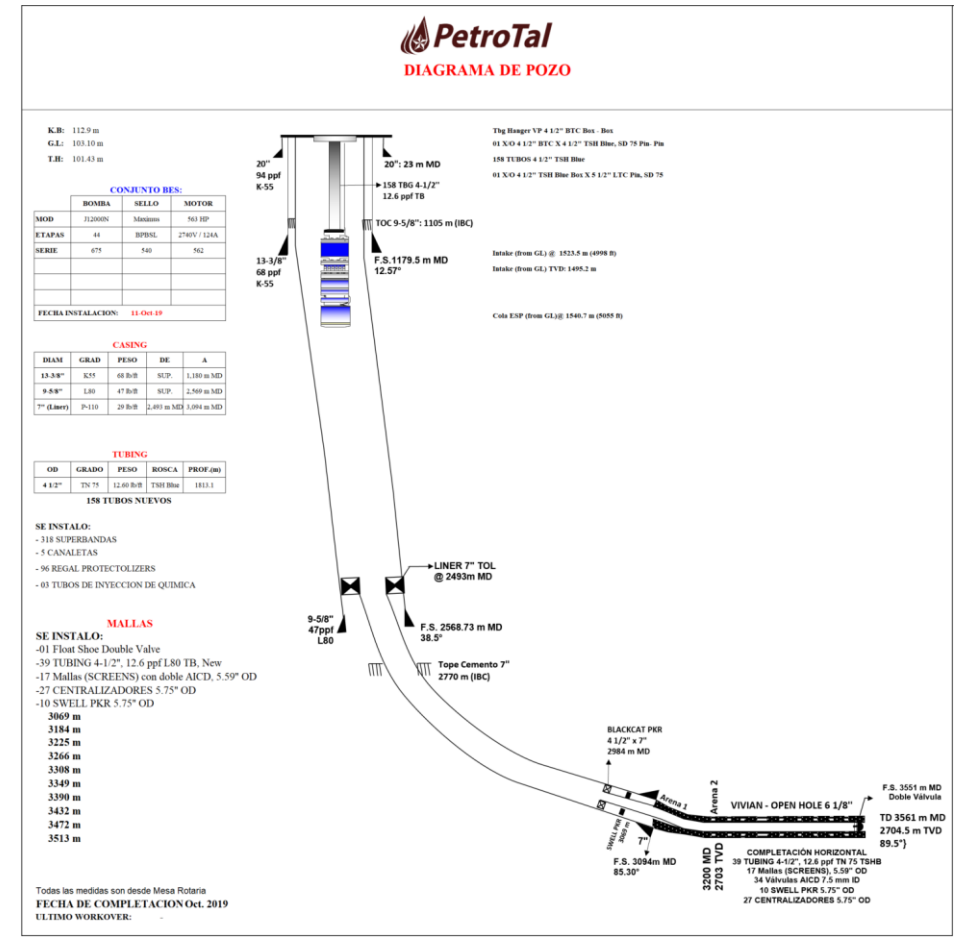 PetroTal
DIAGRAMA DE POZO
K.B: 112.9 m
G.L: 103.10 m
T.H: 101.43 m
CONJUNTO BES:
BOMBA SELLO MOTOR
MOD J12000N Maximus 563 HP
ETAPAS 44 BPBSL 2740V / 124A
SERIE 675 540 562
FECHA INSTALACION: 11-Oct-19
CASING
DIAM GRAD PESO DE A
13-3/8" K55 68 lb/ft SUP. 1,180 m MD
9-5/8" L80 47 lb/ft SUP. 2,569 m MD
7" (Liner) P-110 29 lb/ft 2,493 m MD 3,094 m MD
TUBING
OD GRADO PESO ROSCA PROF.(m)
4 1/2" TN 75 12.60 lb/ft TSH Blue 1813.1
158 TUBOS NUEVOS
SE INSTALO:
- 318 SUPERBANDAS
- 5 CANALETAS
- 96 REGAL PROTECTOLIZERS
- 03 TUBOS DE INYECCION DE QUIMICA
MALLAS
SE INSTALO:
-01 Float Shoe Double Valve
-39 TUBING 4-1/2", 12.6 ppf L80 TB, New
-17 Mallas (SCREENS) con doble AICD, 5.59" OD
-27 CENTRALIZADORES 5.75" OD
-10 SWELL PKR 5.75" OD
3069 m
3184 m
3225 m
3266 m
3308 m
3349 m
3390 m
3432 m
3472 m
3513 m
Todas las medidas son desde Mesa Rotaria
FECHA DE COMPLETACION Oct. 2019
ULTIMO WORKOVER: -
20"
94 ppf
K-55
20": 23 m MD
158 TBG 4-1/2"
12.6 ppf TB
TOC 9-5/8": 1105 m (IBC)
13-3/8"
68 ppf
K-55
F.S.1179.5 m MD
12.57°
Tbg Hanger VP 4 1/2" BTC Box - Box
01 X/O 4 1/2" BTC X 4 1/2" TSH Blue, SD 75 Pin- Pin
158 TUBOS 4 1/2" TSH Blue
01 X/O 4 1/2" TSH Blue Box X 5 1/2" LTC Pin, SD 75
Intake (from GL) @ 1523.5 m (4998 ft)
Intake (from GL) TVD: 1495.2 m
Cola ESP (from GL)@ 1540.7 m (5055 ft)
LINER 7" TOL
@ 2493m MD
9-5/8"
47ppf
L80
F.S. 2568.73 m MD
38.5°
Tope Cemento 7"
2770 m (IBC)
BLACKCAT PKR
4 1/2" x 7"
2984 m MD
Arena 1
Arena 2
VIVIAN - OPEN HOLE 6 1/8''
F.S. 3551 m MD
Doble Válvula
TD 3561 m MD
2704.5 m TVD
89.5°}
SWELL PKR
3069 m
7"
F.S. 3094m MD
85.30°
3200 MD
2703 TVD
COMPLETACIÓN HORIZONTAL
39 TUBING 4-1/2", 12.6 ppf TN 75 TSHB
17 Mallas (SCREENS), 5.59" OD
34 Válvulas AICD 7.5 mm ID
10 SWELL PKR 5.75" OD
27 CENTRALIZADORES 5.75" OD